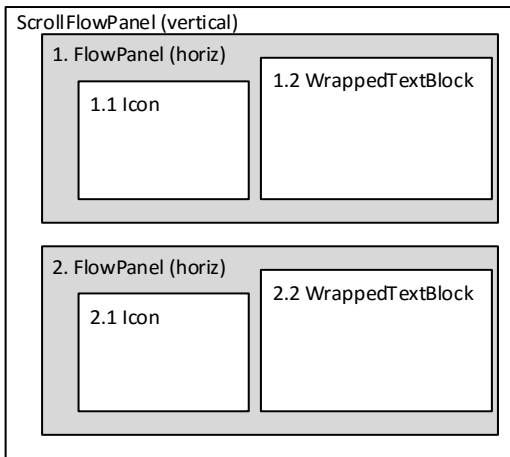 ScrollFlowPanel (vertical)
1. FlowPanel (horiz)
1.1 Icon
1.2 WrappedTextBlock
2. FlowPanel (horiz)
2.1 Icon
2.2 WrappedTextBlock